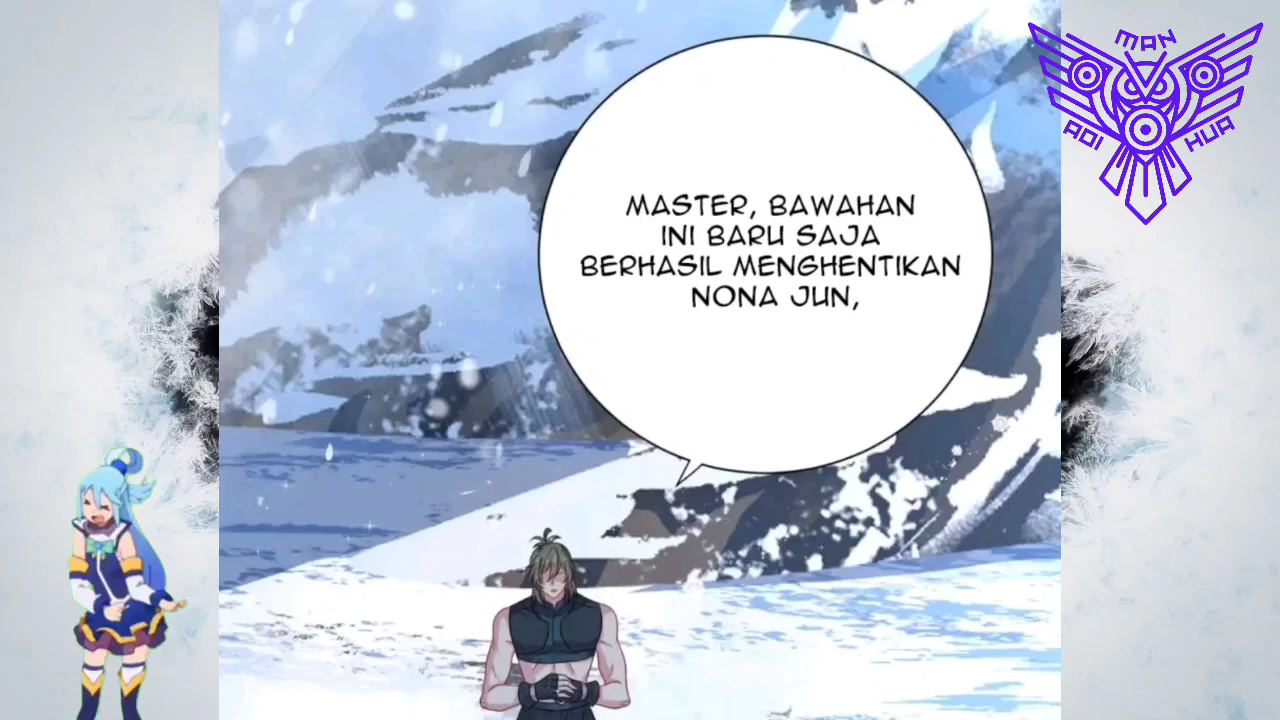 MAN
AOI HUA
MASTER, BAWAHAN
INI BARU SAJA
BERHASIL MENGHENTIKAN
NONA JUN,